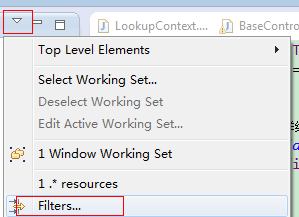 LookupContext....
BaseContro
Top Level Elements
Select Working Set...
Deselect Working Set
Edit Active Working Set...
1 Window Working Set
1 .* resources
Filters...